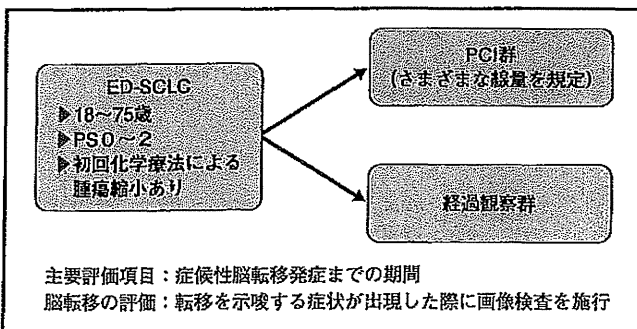 ED-SCLC
▶18〜75歳
▶PS 0〜2
▶初回化学療法による
腫瘍縮小あり
PCI群
(さまざまな線量を規定)
経過観察群
主要評価項目：症候性脳転移発症までの期間
脳転移の評価：転移を示唆する症状が出現した際に画像検査を施行